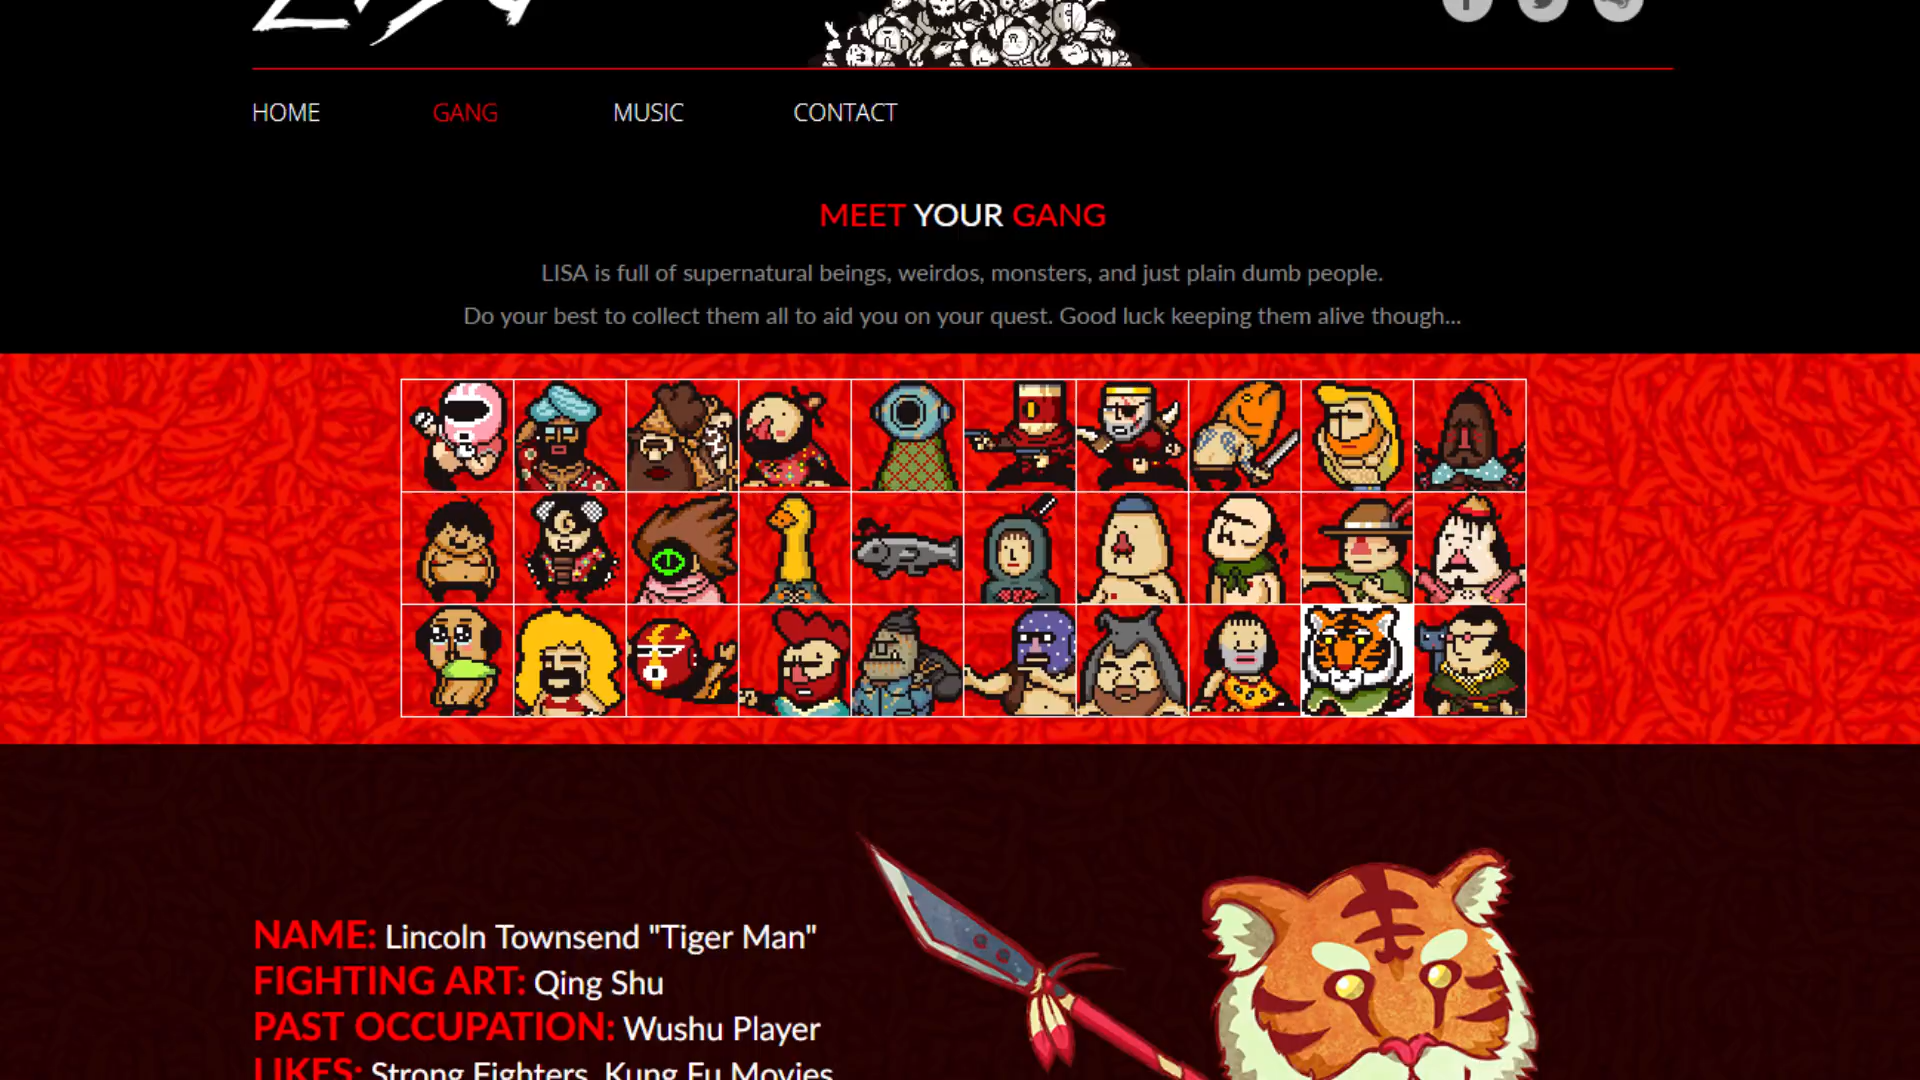 HOME GANG MUSIC CONTACT
MEET YOUR GANG
LISA is full of supernatural beings, weirdos, monsters, and just plain dumb people.
Do your best to collect them all to aid you on your quest. Good luck keeping them alive though...
NAME: Lincoln Townsend "Tiger Man"
FIGHTING ART: Qing Shu
PAST OCCUPATION: Wushu Player
LIKES: Strong Fighters, Kung Fu Movies